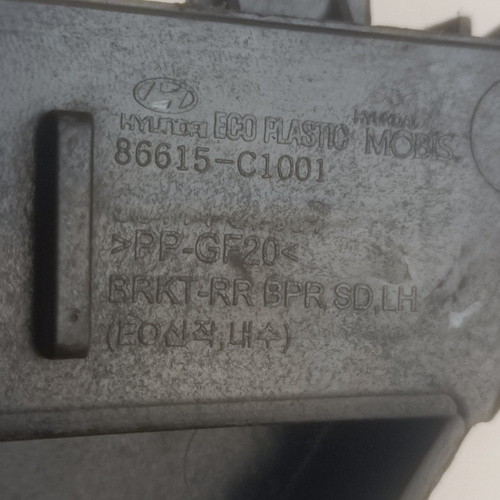 HYUNDAI ECO PLASTIC HYUNDAI MOBIS
86615-C1001
>PP-GF20<
BRKT-RR BPR SD,LH
(EO신작,내수)